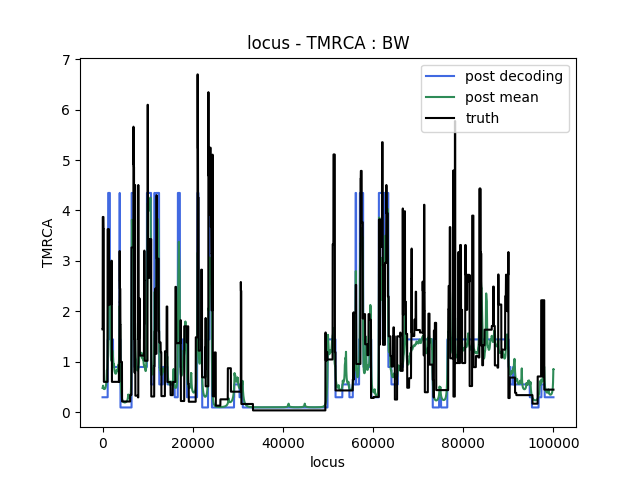 locus - TMRCA : BW
7
6
5
4
3
2
1
0
TMRCA
post decoding
post mean
truth
0
20000
40000
60000
80000
100000
locus